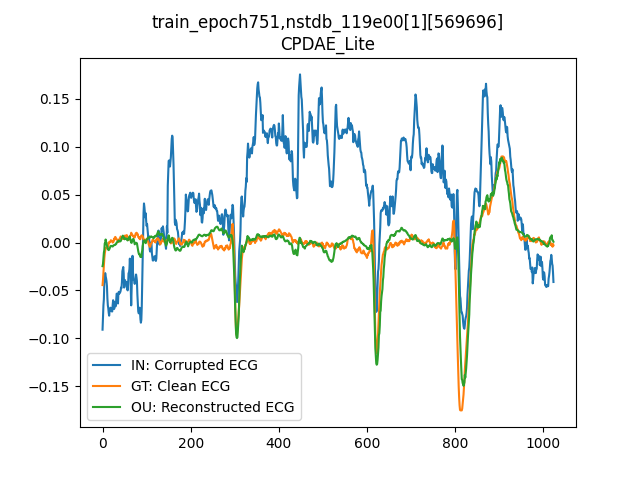 train_epoch751,nstdb_119e00[1][569696]
CPDAE_Lite
0.15
0.10
0.05
0.00
−0.05
−0.10
−0.15
IN: Corrupted ECG
GT: Clean ECG
OU: Reconstructed ECG
0 200 400 600 800 1000